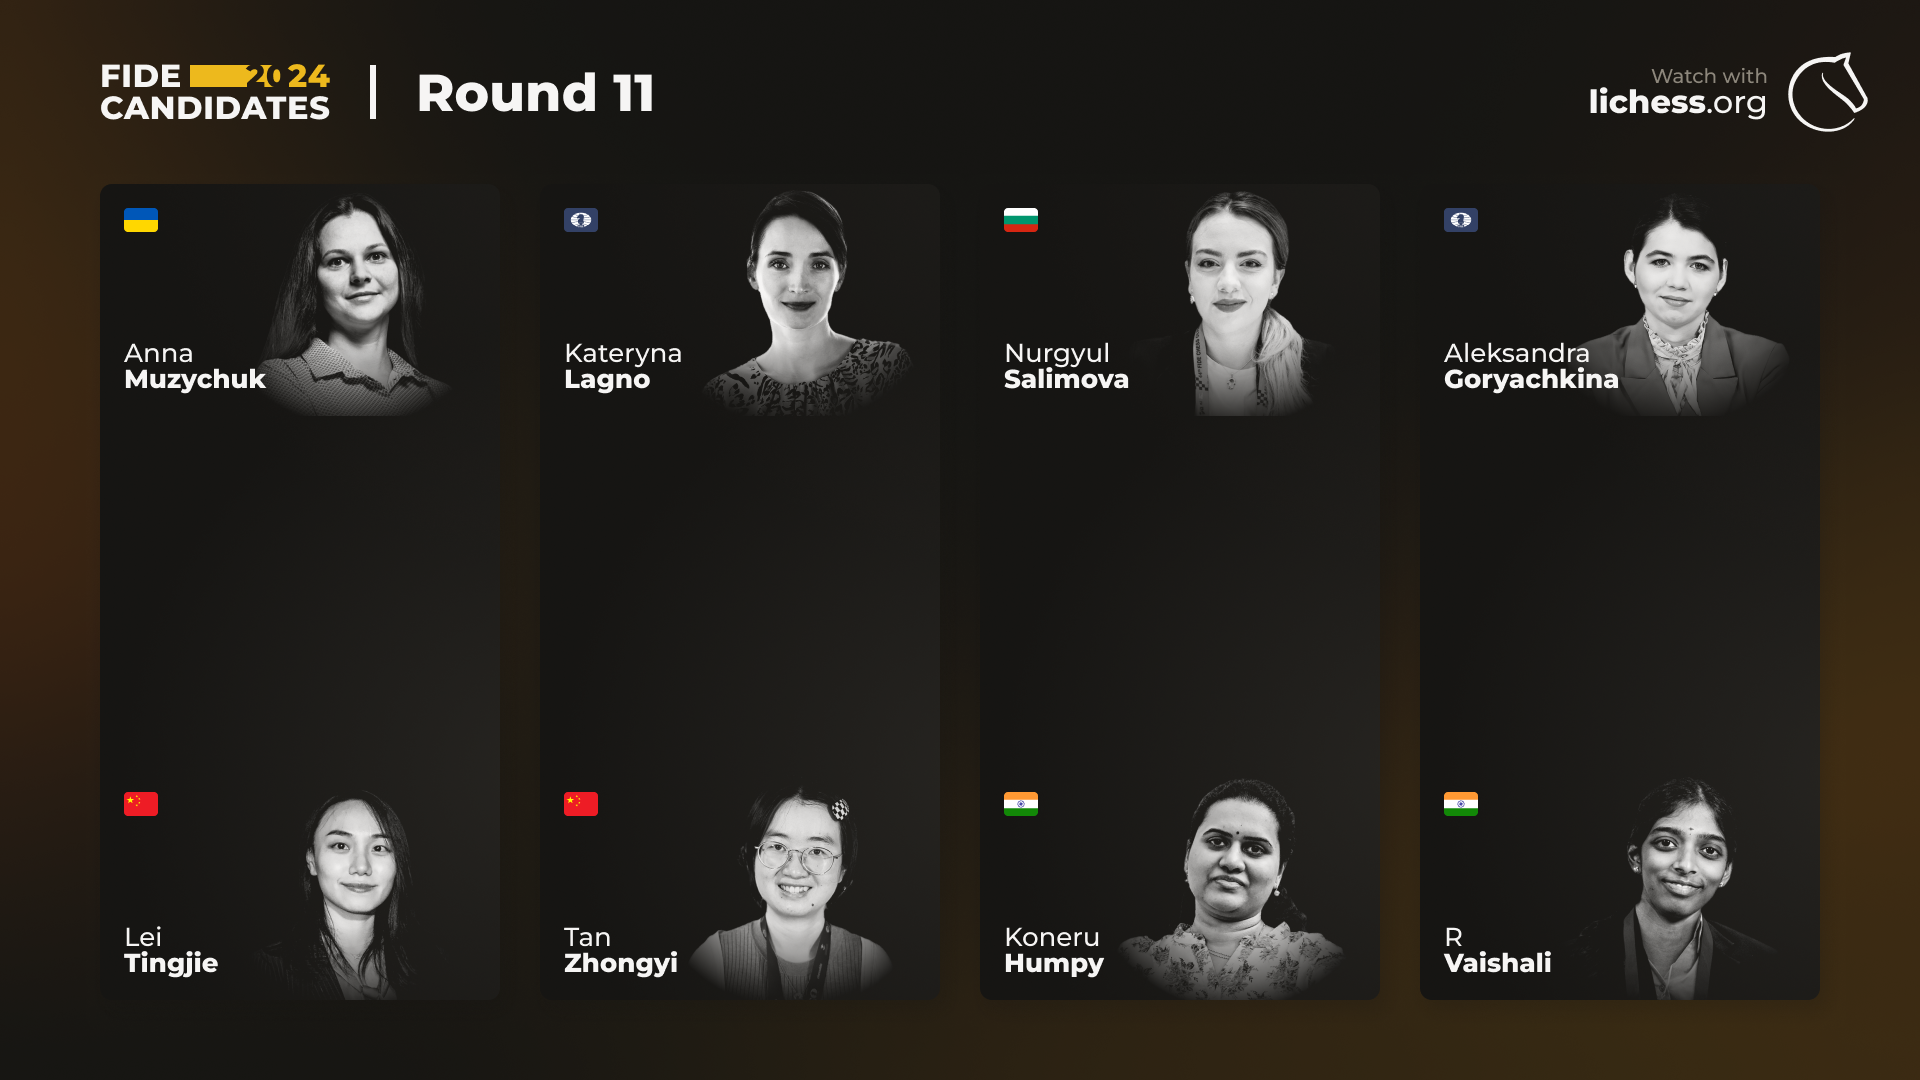 FIDE 2024
CANDIDATES
Round 11
Watch with
lichess.org
Anna
Muzychuk
Kateryna
Lagno
Nurgyul
Salimova
Aleksandra
Goryachkina
Lei
Tingjie
Tan
Zhongyi
Koneru
Humpy
R
Vaishali